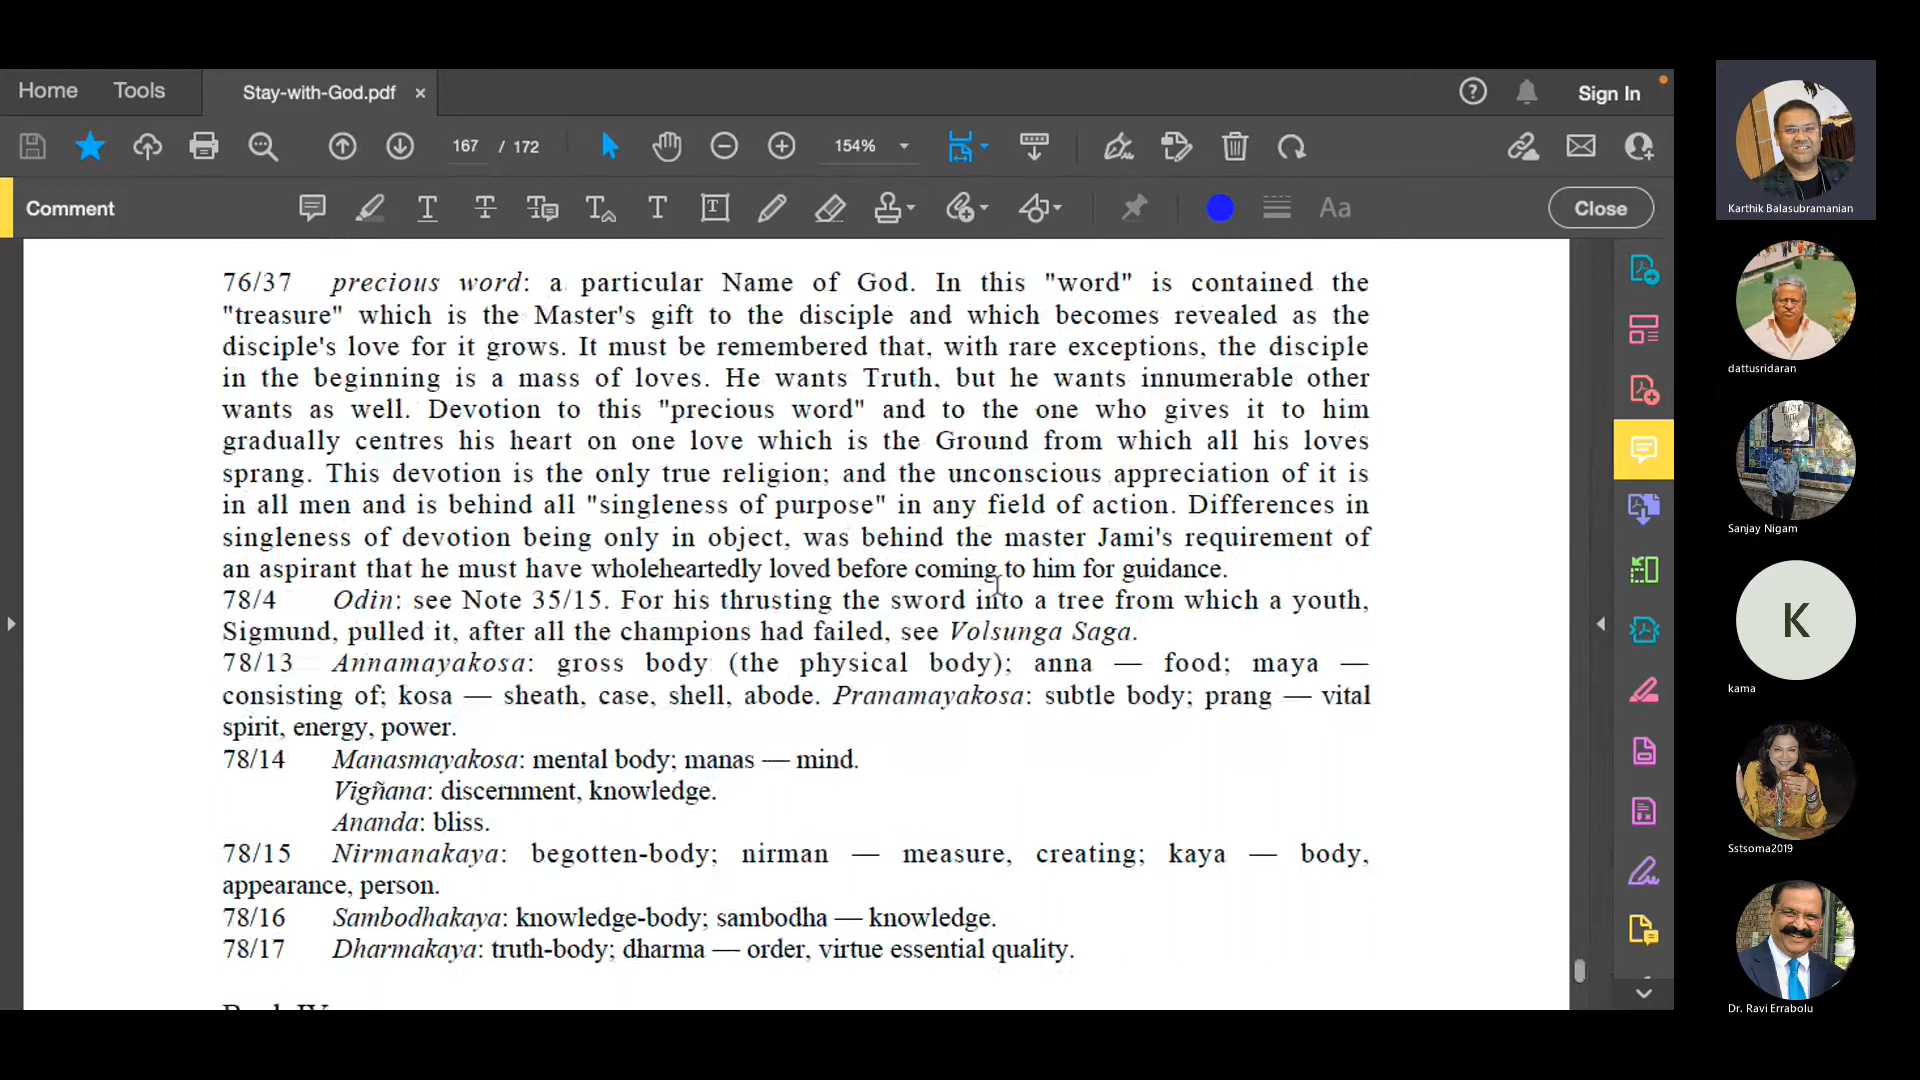 Home Tools Stay-with-God.pdf × Sign In
167 / 172 154%
Comment Aa Close
76/37 precious word: a particular Name of God. In this "word" is contained the
"treasure" which is the Master's gift to the disciple and which becomes revealed as the
disciple's love for it grows. It must be remembered that, with rare exceptions, the disciple
in the beginning is a mass of loves. He wants Truth, but he wants innumerable other
wants as well. Devotion to this "precious word" and to the one who gives it to him
gradually centres his heart on one love which is the Ground from which all his loves
sprang. This devotion is the only true religion; and the unconscious appreciation of it is
in all men and is behind all "singleness of purpose" in any field of action. Differences in
singleness of devotion being only in object, was behind the master Jami's requirement of
an aspirant that he must have wholeheartedly loved before coming to him for guidance.
78/4 Odin: see Note 35/15. For his thrusting the sword into a tree from which a youth,
Sigmund, pulled it, after all the champions had failed, see Volsunga Saga.
78/13 Annamayakosa: gross body (the physical body); anna — food; maya —
consisting of; kosa — sheath, case, shell, abode. Pranamayakosa: subtle body; prang — vital
spirit, energy, power.
78/14 Manasmayakosa: mental body; manas — mind.
Vigñana: discernment, knowledge.
Ananda: bliss.
78/15 Nirmanakaya: begotten-body; nirman — measure, creating; kaya — body,
appearance, person.
78/16 Sambodhakaya: knowledge-body; sambodha — knowledge.
78/17 Dharmakaya: truth-body; dharma — order, virtue essential quality.
Karthik Balasubramanian
dattusridaran
Sanjay Nigam
K
kama
Sstsoma2019
Dr. Ravi Errabolu